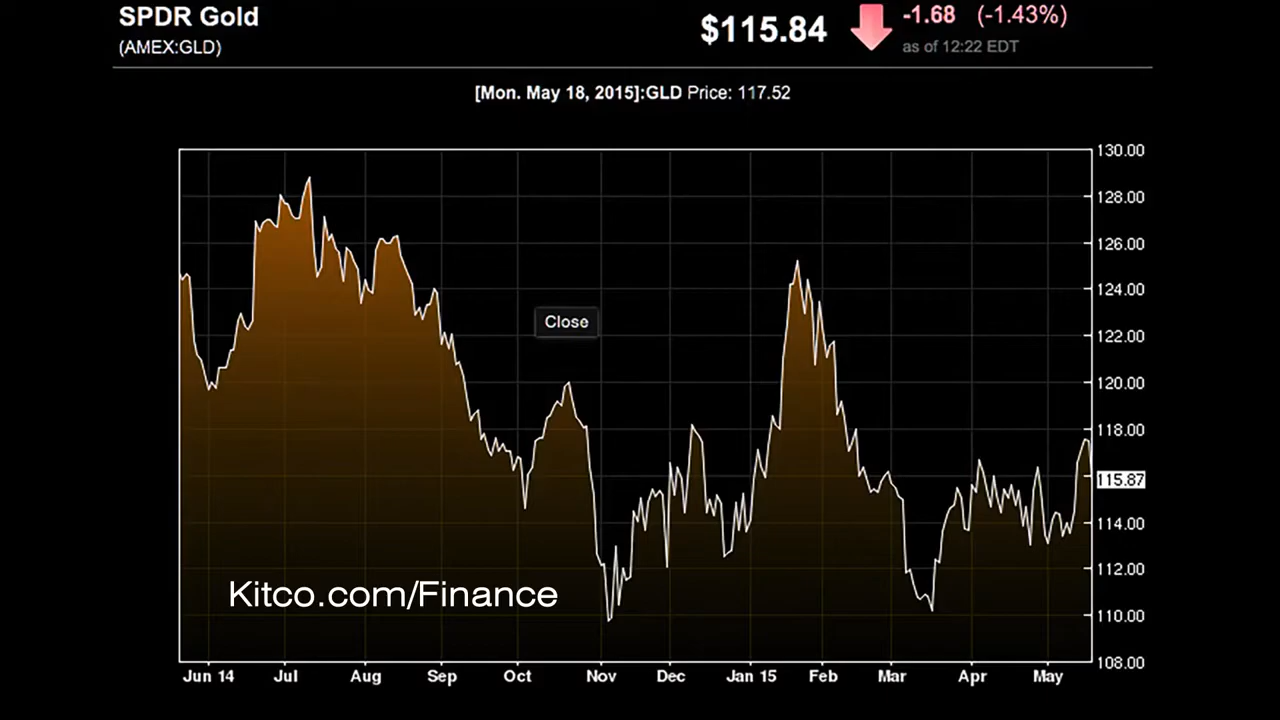 SPDR Gold
(AMEX:GLD)
$115.84
-1.68 (-1.43%)
as of 12:22 EDT
[Mon. May 18, 2015]:GLD Price: 117.52
130.00
128.00
126.00
124.00
122.00
120.00
118.00
115.87
114.00
112.00
110.00
108.00
Close
Kitco.com/Finance
Jun 14 Jul Aug Sep Oct Nov Dec Jan 15 Feb Mar Apr May